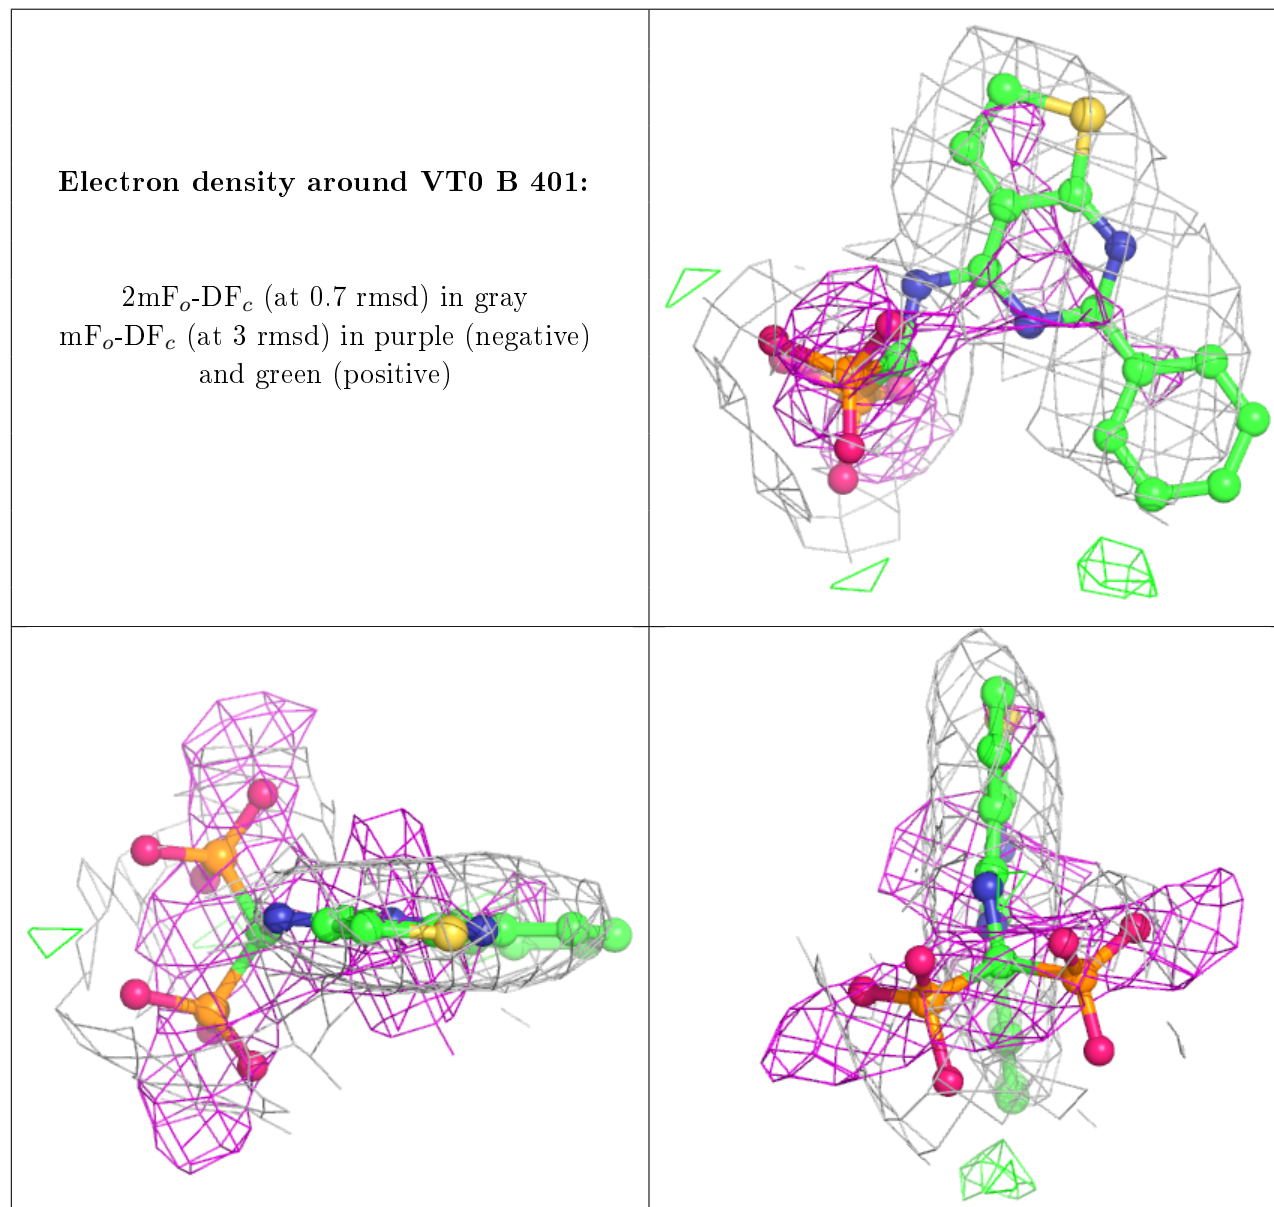 Electron density around VT0 B 401:
2mFo-DFc (at 0.7 rmsd) in gray
mFo-DFc (at 3 rmsd) in purple (negative)
and green (positive)